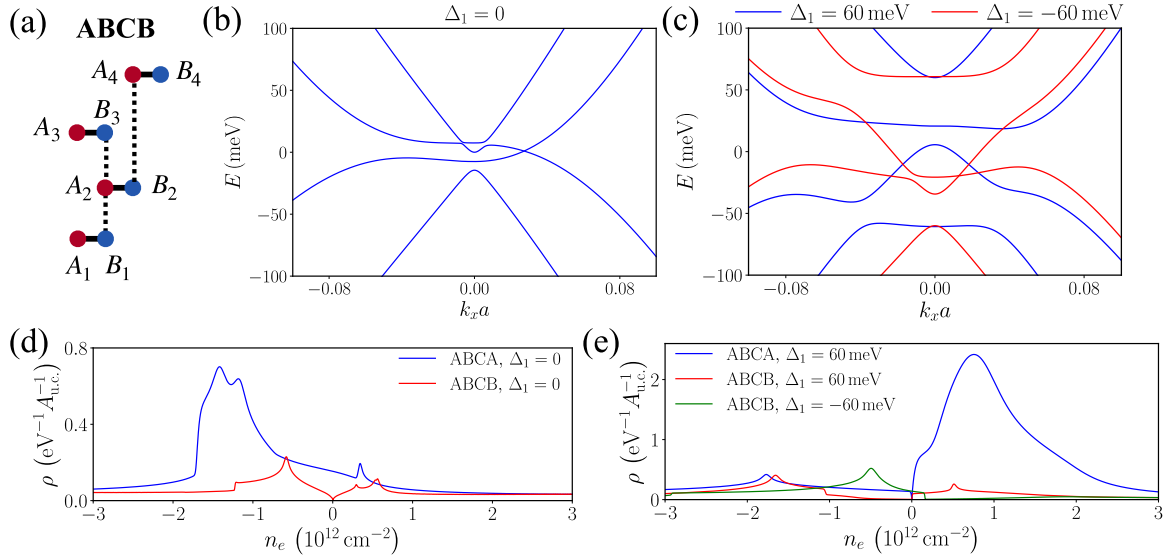 (a) ABCB
A₄ B₄
A₃ B₃
A₂ B₂
A₁ B₁
(b) Δ₁ = 0
100
50
0
−50
−100
E (meV)
−0.08 0.00 0.08
kₓa
(c) Δ₁ = 60 meV Δ₁ = −60 meV
100
50
0
−50
−100
E (meV)
−0.08 0.00 0.08
kₓa
(d)
0.8
0.4
0.0
ρ (eV⁻¹A⁻¹u.c.)
ABCA, Δ₁ = 0
ABCB, Δ₁ = 0
−3 −2 −1 0 1 2 3
nₑ (10¹² cm⁻²)
(e)
2
1
0
ρ (eV⁻¹A⁻¹u.c.)
ABCA, Δ₁ = 60 meV
ABCB, Δ₁ = 60 meV
ABCB, Δ₁ = −60 meV
−3 −2 −1 0 1 2 3
nₑ (10¹² cm⁻²)